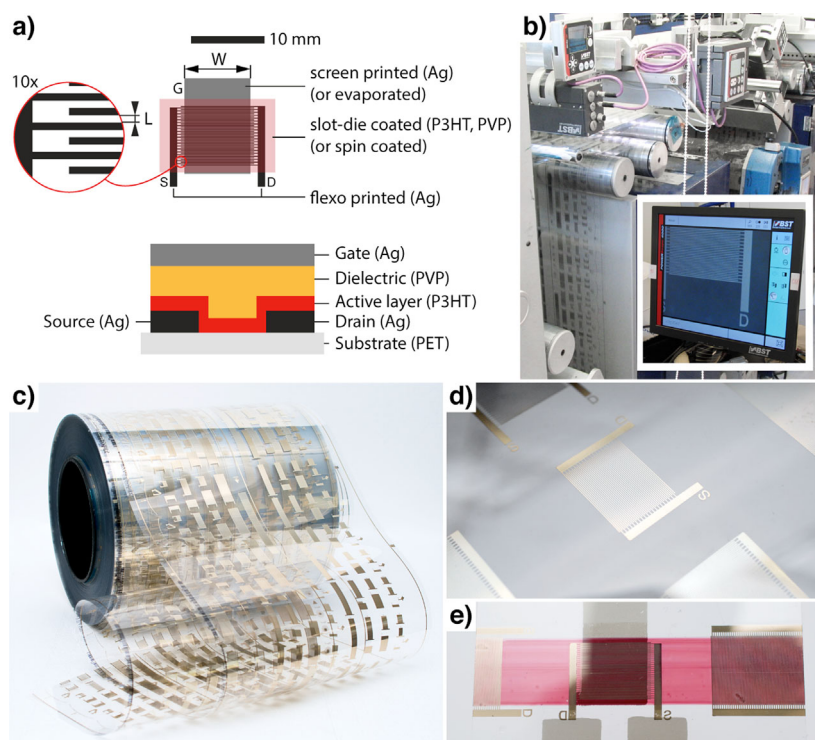 a)
10 mm
W
10x
G
screen printed (Ag)
(or evaporated)
L
slot-die coated (P3HT, PVP)
(or spin coated)
S
D
flexo printed (Ag)
Gate (Ag)
Dielectric (PVP)
Active layer (P3HT)
Source (Ag)
Drain (Ag)
Substrate (PET)
b)
BST
BST
D
BST
c)
d)
D
S
e)
D
S